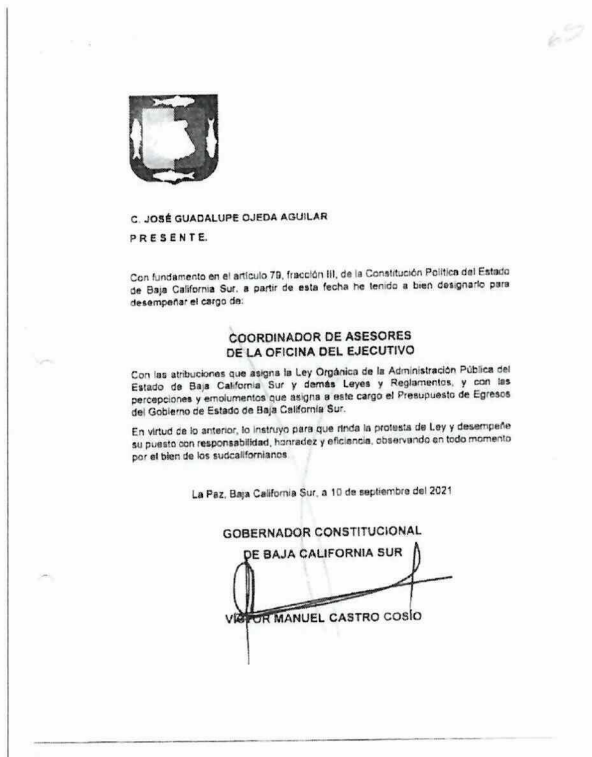 65
C. JOSÉ GUADALUPE OJEDA AGUILAR
P R E S E N T E.
Con fundamento en el artículo 79, fracción III, de la Constitución Política del Estado
de Baja California Sur, a partir de esta fecha he tenido a bien designarlo para
desempeñar el cargo de:
COORDINADOR DE ASESORES
DE LA OFICINA DEL EJECUTIVO
Con las atribuciones que asigna la Ley Orgánica de la Administración Pública del
Estado de Baja California Sur y demás Leyes y Reglamentos, y con las
percepciones y emolumentos que asigna a este cargo el Presupuesto de Egresos
del Gobierno de Estado de Baja California Sur.
En virtud de lo anterior, lo instruyo para que rinda la protesta de Ley y desempeñe
su puesto con responsabilidad, honradez y eficiencia, observando en todo momento
por el bien de los sudcalifornianos
La Paz, Baja California Sur, a 10 de septiembre del 2021
GOBERNADOR CONSTITUCIONAL
DE BAJA CALIFORNIA SUR
VÍCTOR MANUEL CASTRO COSÍO